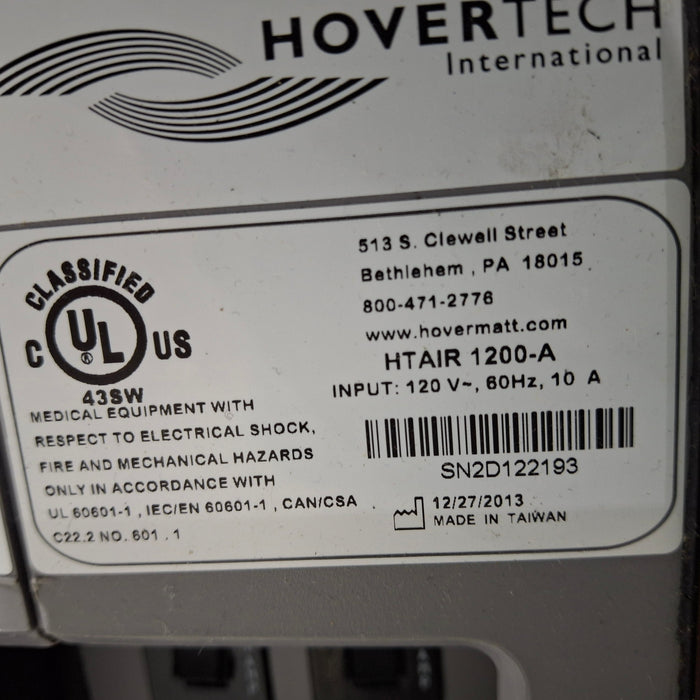 HOVERTECH
International
CLASSIFIED
C UL ® US
43SW
MEDICAL EQUIPMENT WITH
RESPECT TO ELECTRICAL SHOCK,
FIRE AND MECHANICAL HAZARDS
ONLY IN ACCORDANCE WITH
UL 60601-1 , IEC/EN 60601-1 , CAN/CSA
C22.2 NO. 601 . 1
513 S. Clewell Street
Bethlehem , PA 18015
800-471-2776
www.hovermatt.com
HTAIR 1200-A
INPUT: 120 V~, 60Hz, 10 A
SN2D122193
12/27/2013
MADE IN TAIWAN